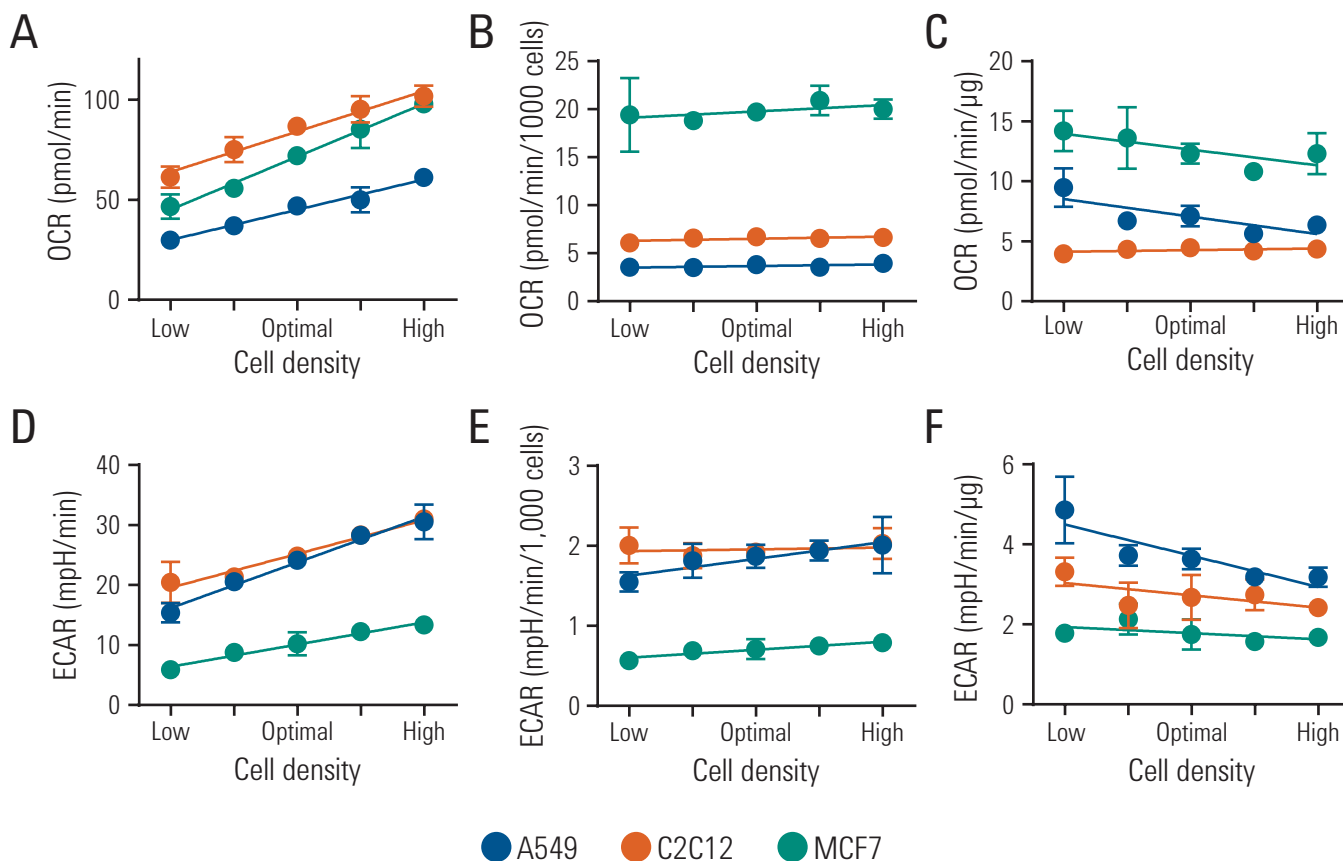 A
OCR (pmol/min)
100
50
0
Low
Optimal
High
Cell density
B
OCR (pmol/min/1000 cells)
25
20
15
10
5
0
Low
Optimal
High
Cell density
C
OCR (pmol/min/µg)
20
15
10
5
0
Low
Optimal
High
Cell density
D
ECAR (mpH/min)
40
30
20
10
0
Low
Optimal
High
Cell density
E
ECAR (mpH/min/1,000 cells)
3
2
1
0
Low
Optimal
High
Cell density
F
ECAR (mpH/min/µg)
6
4
2
0
Low
Optimal
High
Cell density
A549
C2C12
MCF7